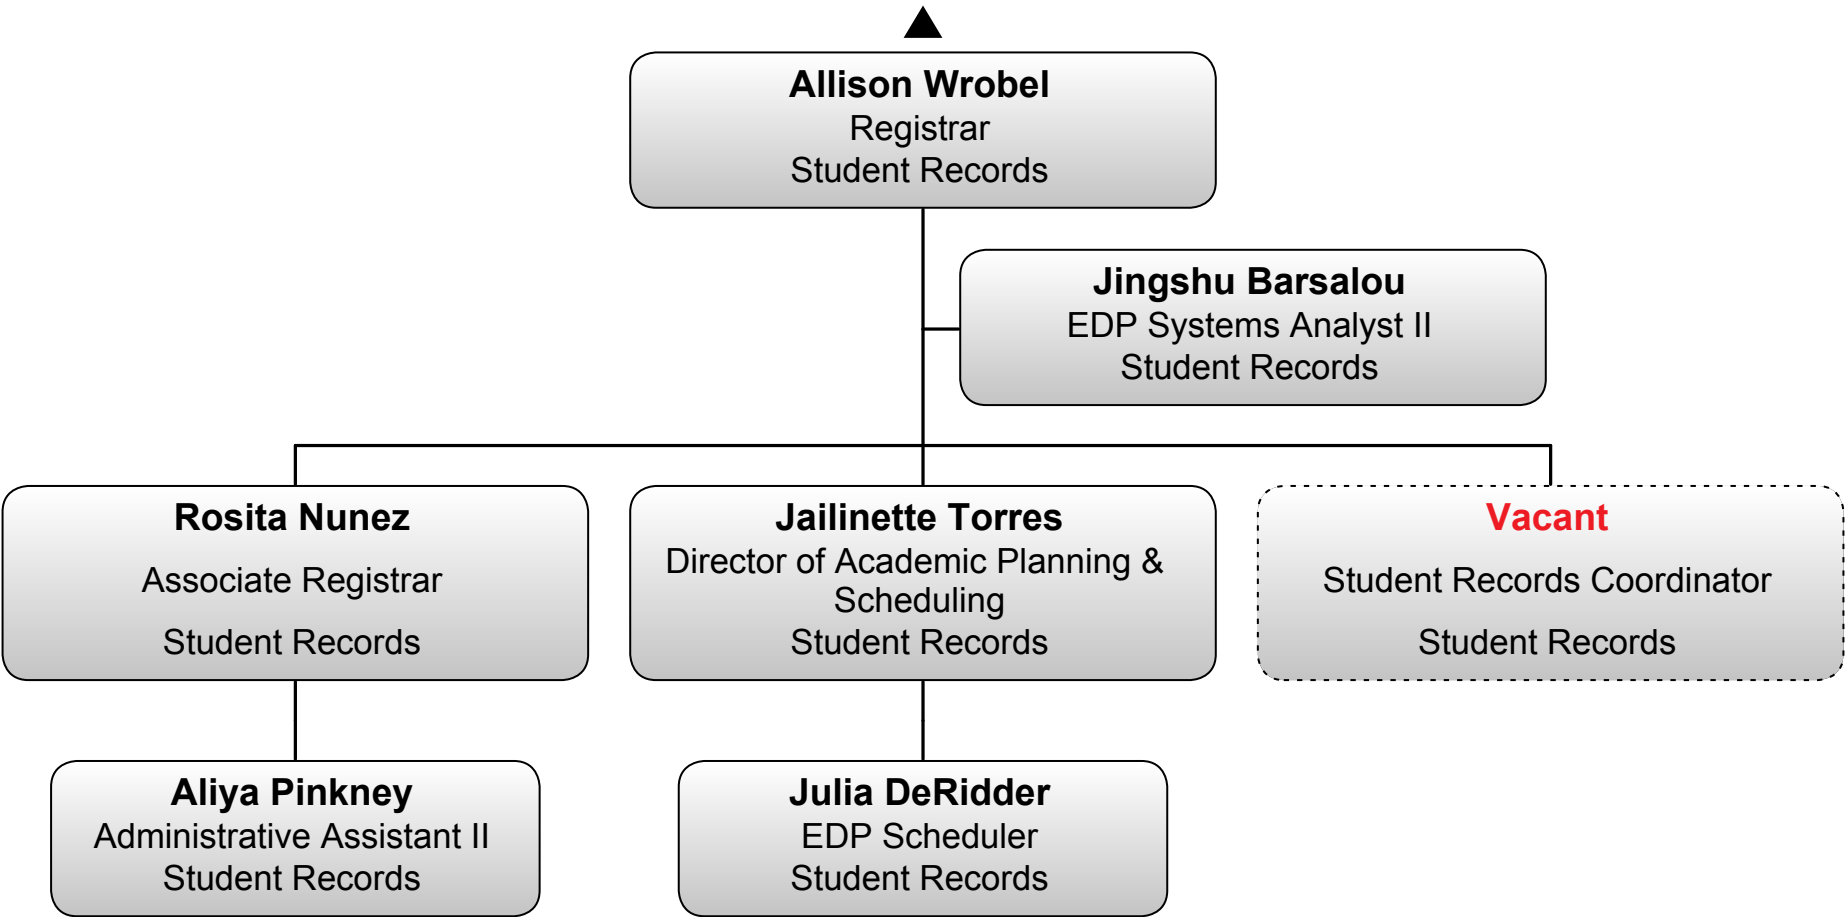 Allison Wrobel
Registrar
Student Records
Jingshu Barsalou
EDP Systems Analyst II
Student Records
Rosita Nunez
Associate Registrar
Student Records
Jailinette Torres
Director of Academic Planning &
Scheduling
Student Records
Vacant
Student Records Coordinator
Student Records
Aliya Pinkney
Administrative Assistant II
Student Records
Julia DeRidder
EDP Scheduler
Student Records